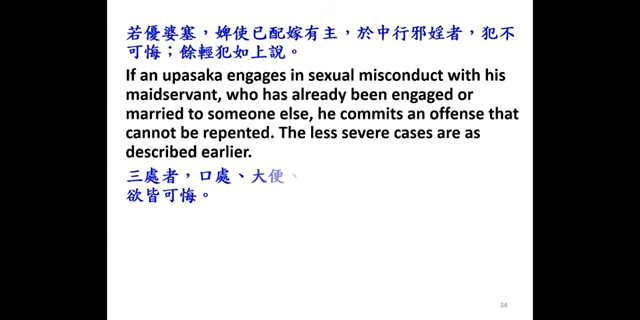 若優婆塞，婢使已配嫁有主，於中行邪婬者，犯不
可悔；餘輕犯如上說。
If an upasaka engages in sexual misconduct with his
maidservant, who has already been engaged or
married to someone else, he commits an offense that
cannot be repented. The less severe cases are as
described earlier.
三處者，口處、大便、
欲皆可悔。
34